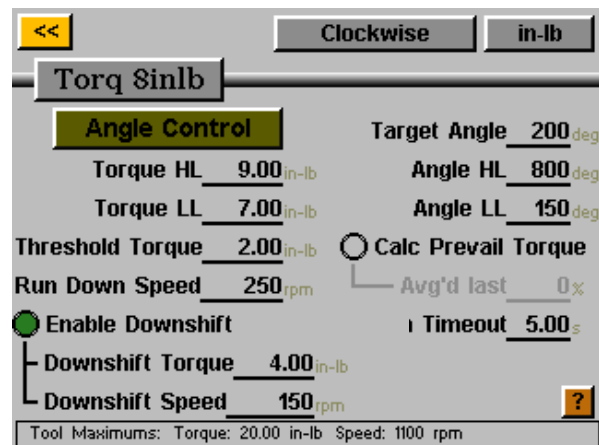 << Clockwise in-lb
Torq 8inlb
Angle Control Target Angle 200 deg
Torque HL 9.00 in-lb Angle HL 800 deg
Torque LL 7.00 in-lb Angle LL 150 deg
Threshold Torque 2.00 in-lb Calc Prevail Torque
Run Down Speed 250 rpm Avg'd last 0%
Enable Downshift Timeout 5.00 s
Downshift Torque 4.00 in-lb
Downshift Speed 150 rpm ?
Tool Maximums: Torque: 20.00 in-lb Speed: 1100 rpm